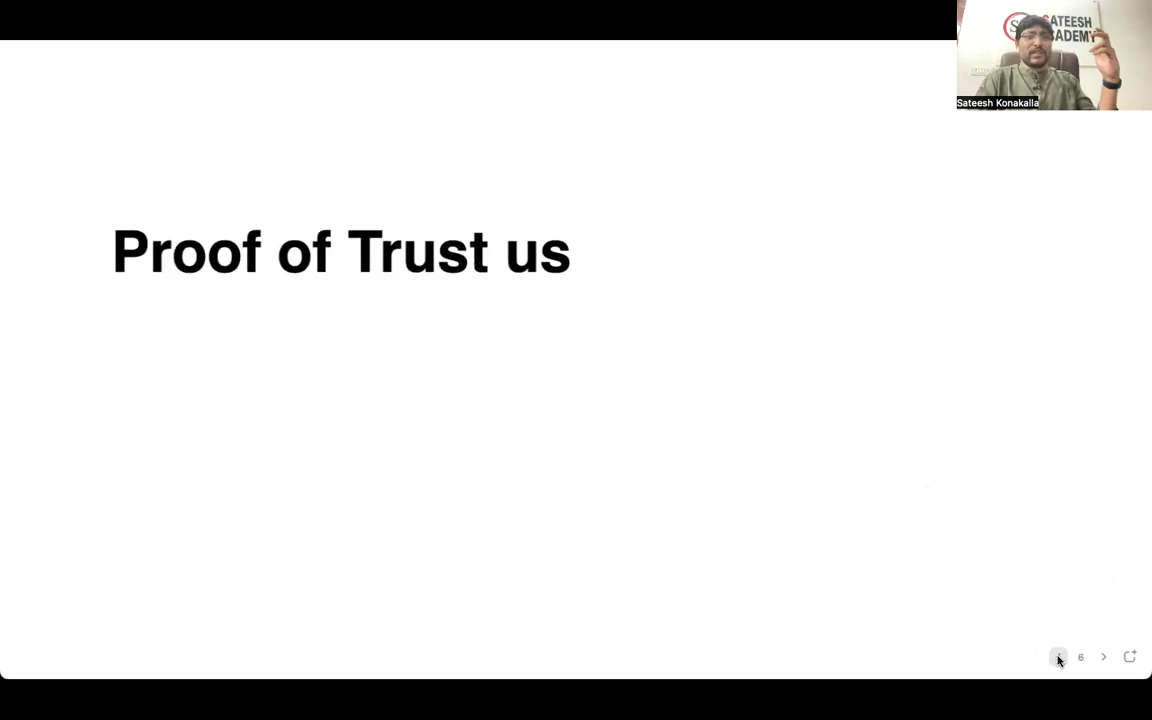 SATEESH
ACADEMY
Sateesh Konakalla
Proof of Trust us
6